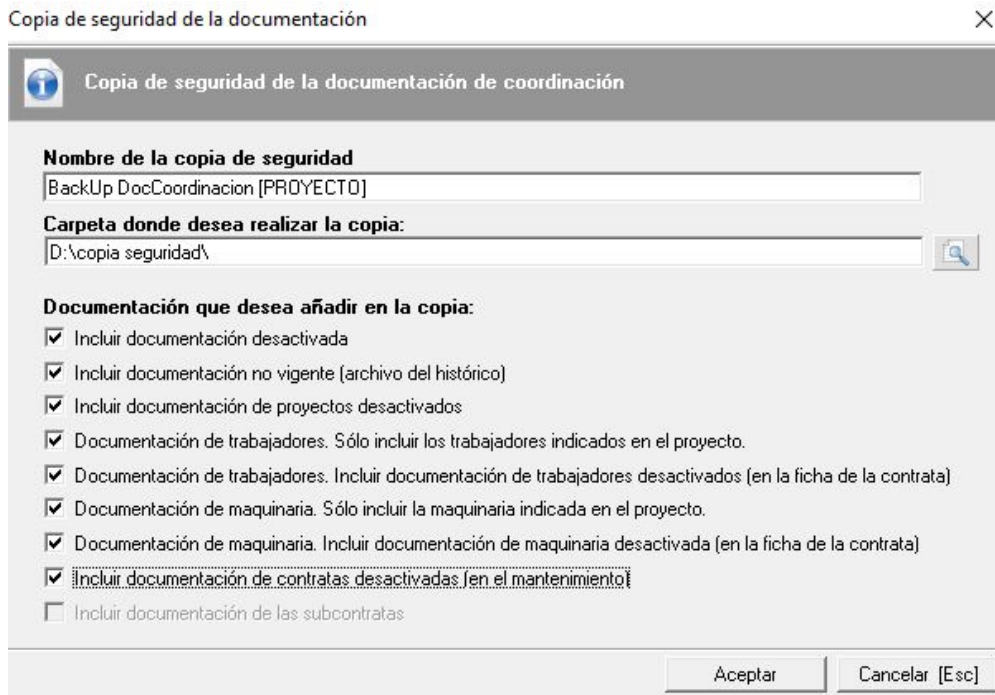 Copia de seguridad de la documentación
Copia de seguridad de la documentación de coordinación
Nombre de la copia de seguridad
BackUp DocCoordinacion [PROYECTO]
Carpeta donde desea realizar la copia:
D:\copia seguridad\
Documentación que desea añadir en la copia:
Incluir documentación desactivada
Incluir documentación no vigente (archivo del histórico)
Incluir documentación de proyectos desactivados
Documentación de trabajadores. Sólo incluir los trabajadores indicados en el proyecto.
Documentación de trabajadores. Incluir documentación de trabajadores desactivados (en la ficha de la contrata)
Documentación de maquinaria. Sólo incluir la maquinaria indicada en el proyecto.
Documentación de maquinaria. Incluir documentación de maquinaria desactivada (en la ficha de la contrata)
Incluir documentación de contratas desactivadas (en el mantenimiento)
Incluir documentación de las subcontratas
Aceptar Cancelar [Esc]